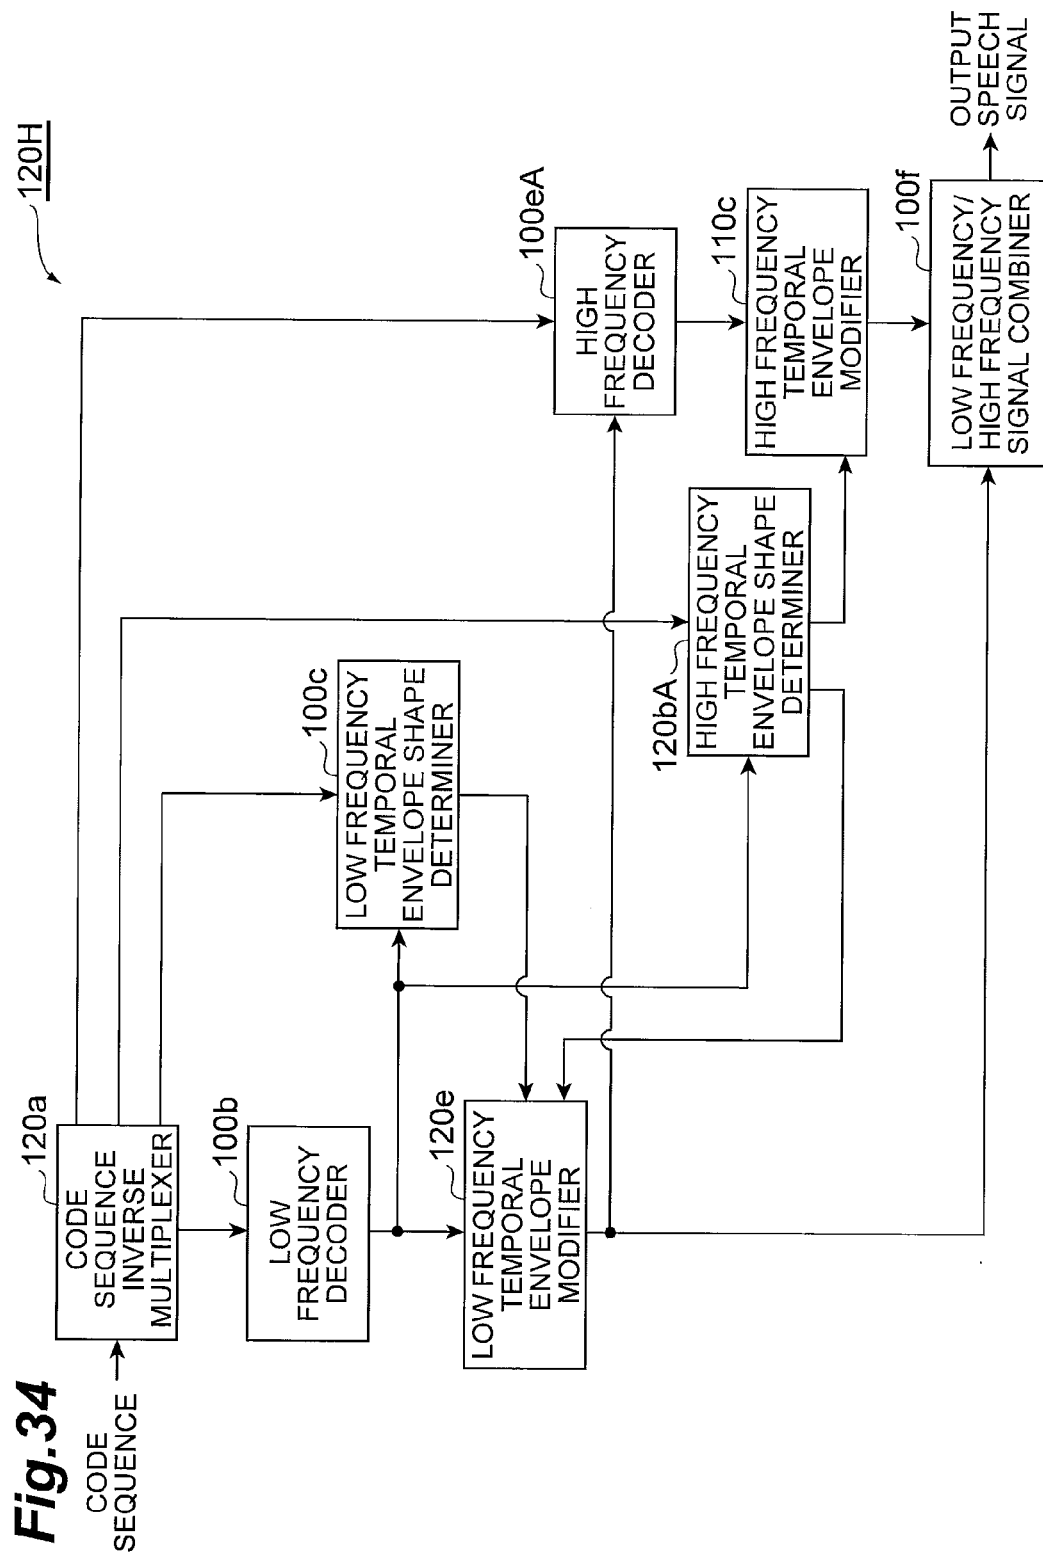 Fig.34
120H
CODE
SEQUENCE
120a
CODE
SEQUENCE
INVERSE
MULTIPLEXER
100b
LOW
FREQUENCY
DECODER
100c
LOW FREQUENCY
TEMPORAL
ENVELOPE SHAPE
DETERMINER
120e
LOW FREQUENCY
TEMPORAL
ENVELOPE
MODIFIER
100eA
HIGH
FREQUENCY
DECODER
120bA
HIGH FREQUENCY
TEMPORAL
ENVELOPE SHAPE
DETERMINER
110c
HIGH FREQUENCY
TEMPORAL
ENVELOPE
MODIFIER
100f
LOW FREQUENCY/
HIGH FREQUENCY
SIGNAL COMBINER
OUTPUT
SPEECH
SIGNAL